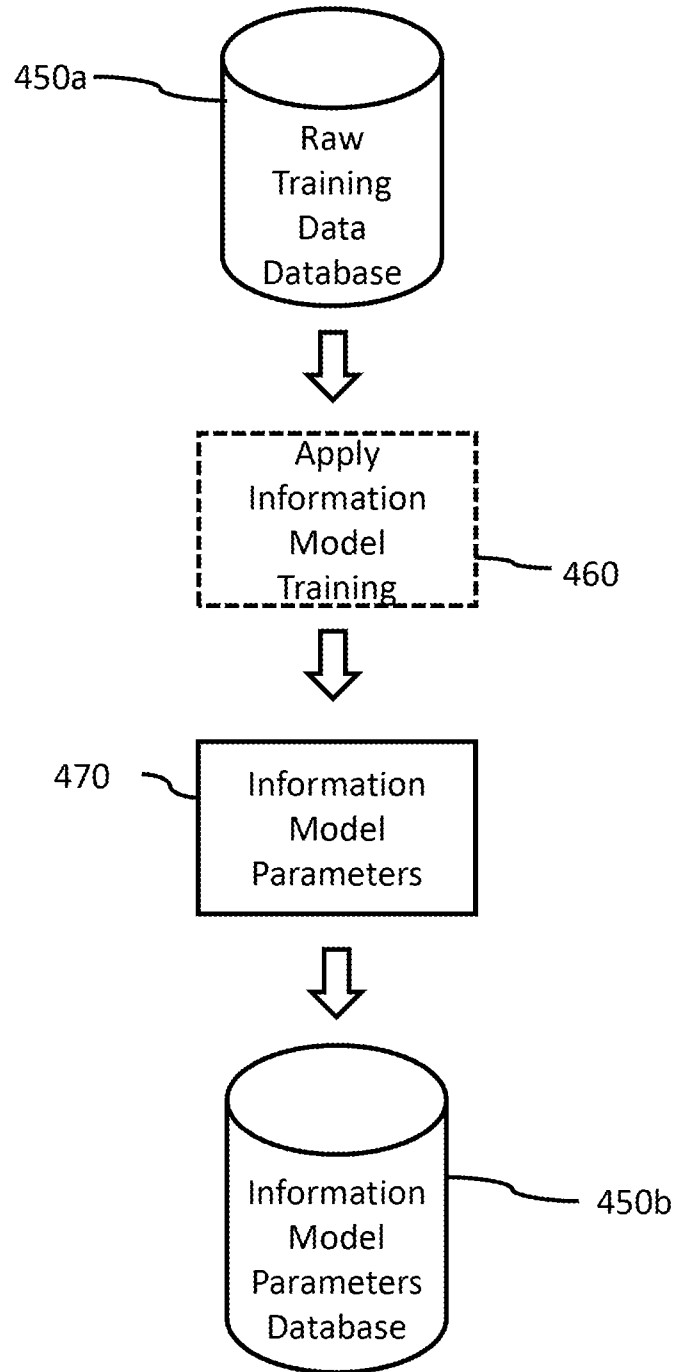 450a
Raw
Training
Data
Database
Apply
Information
Model
Training
460
470
Information
Model
Parameters
Information
Model
Parameters
Database
450b